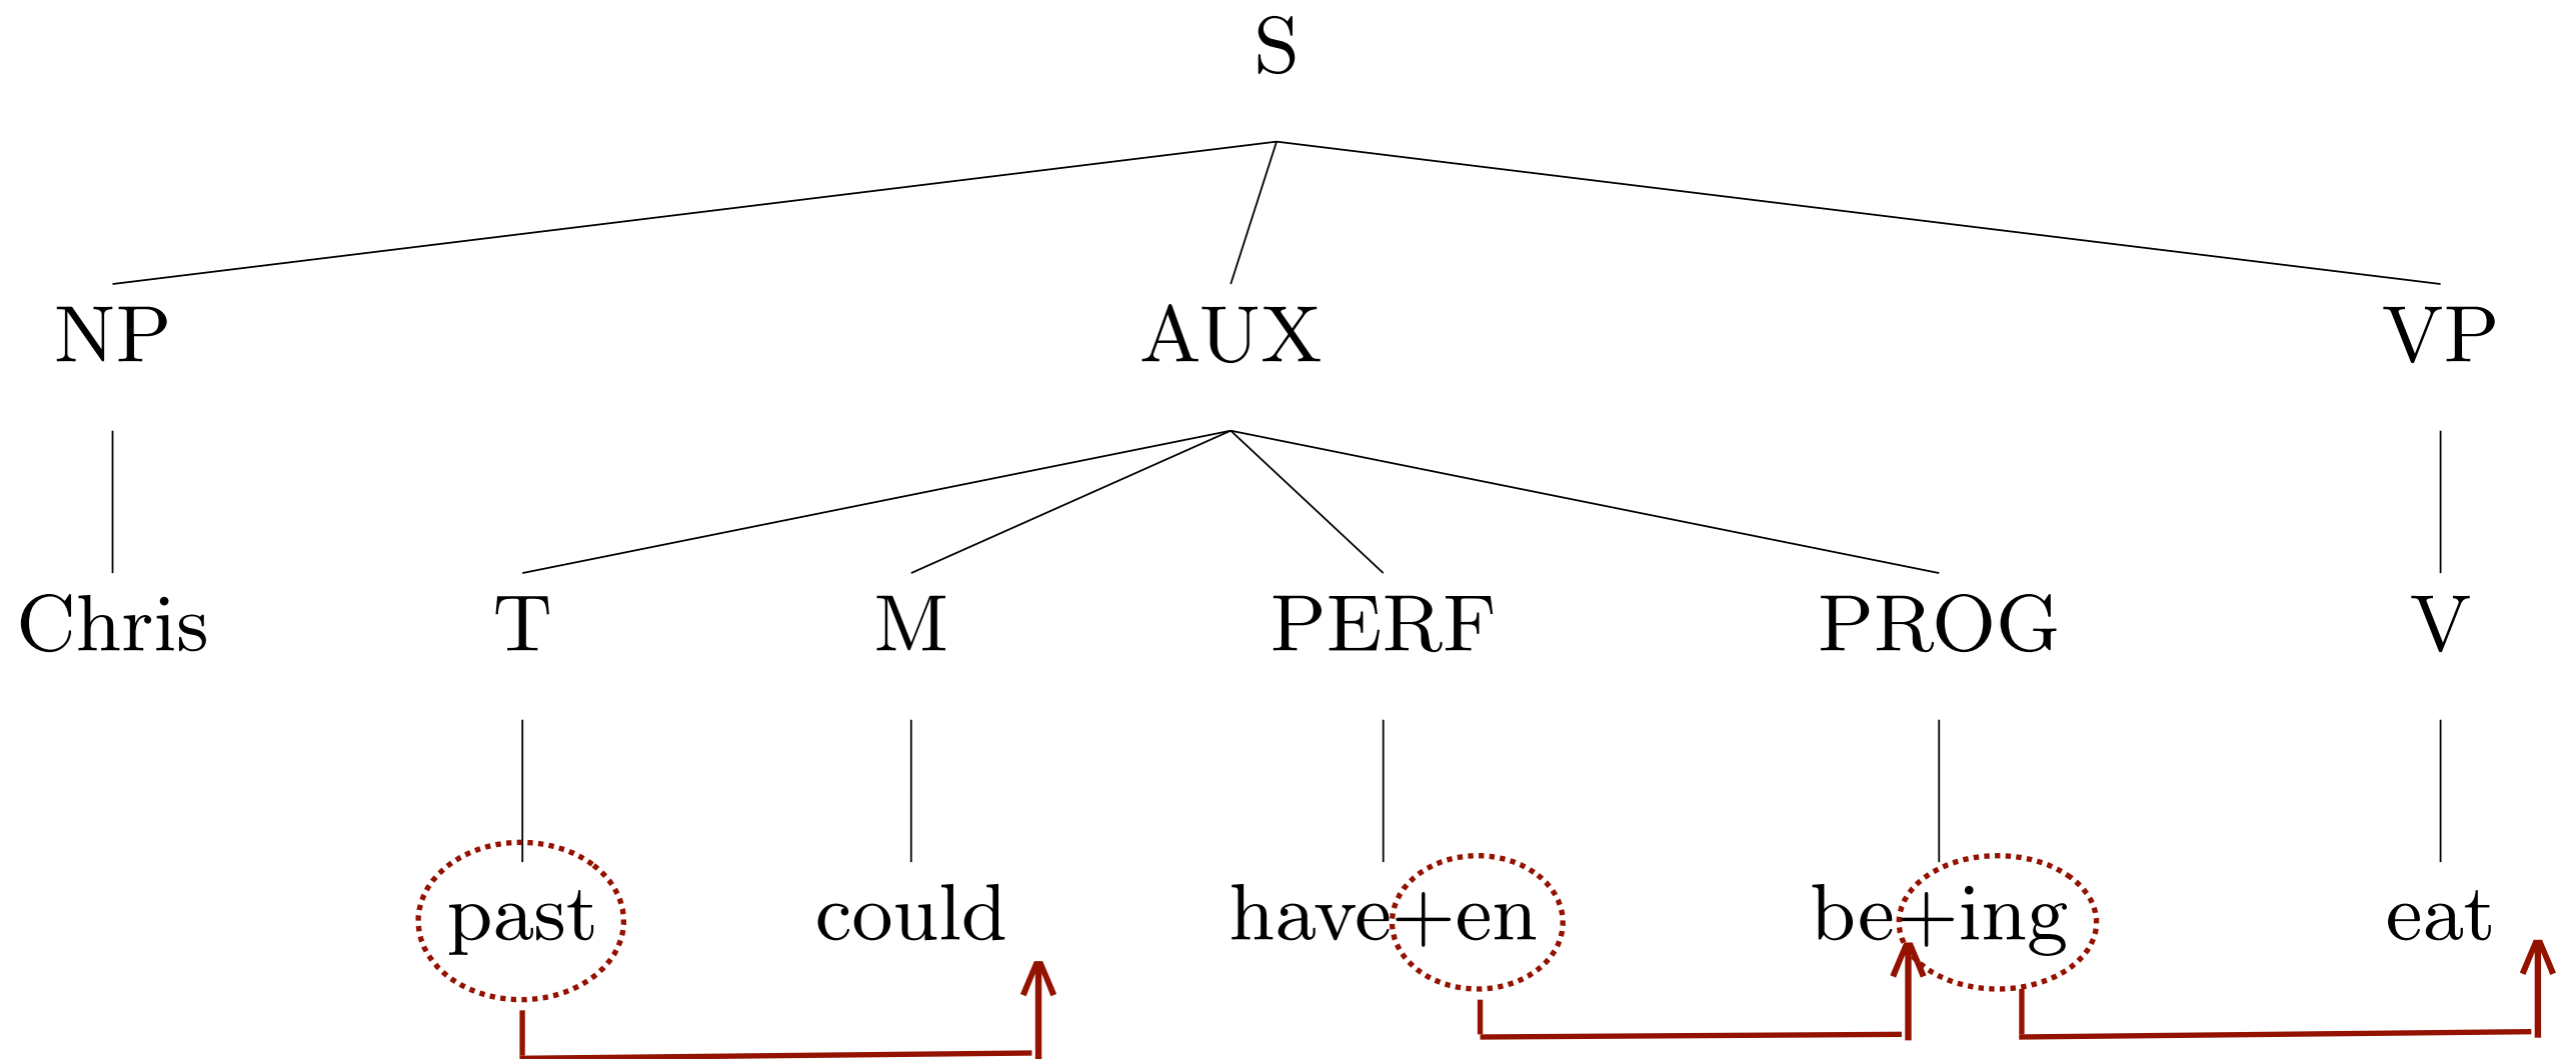 S
NP AUX VP
Chris T M PERF PROG V
past could have+en be+ing eat